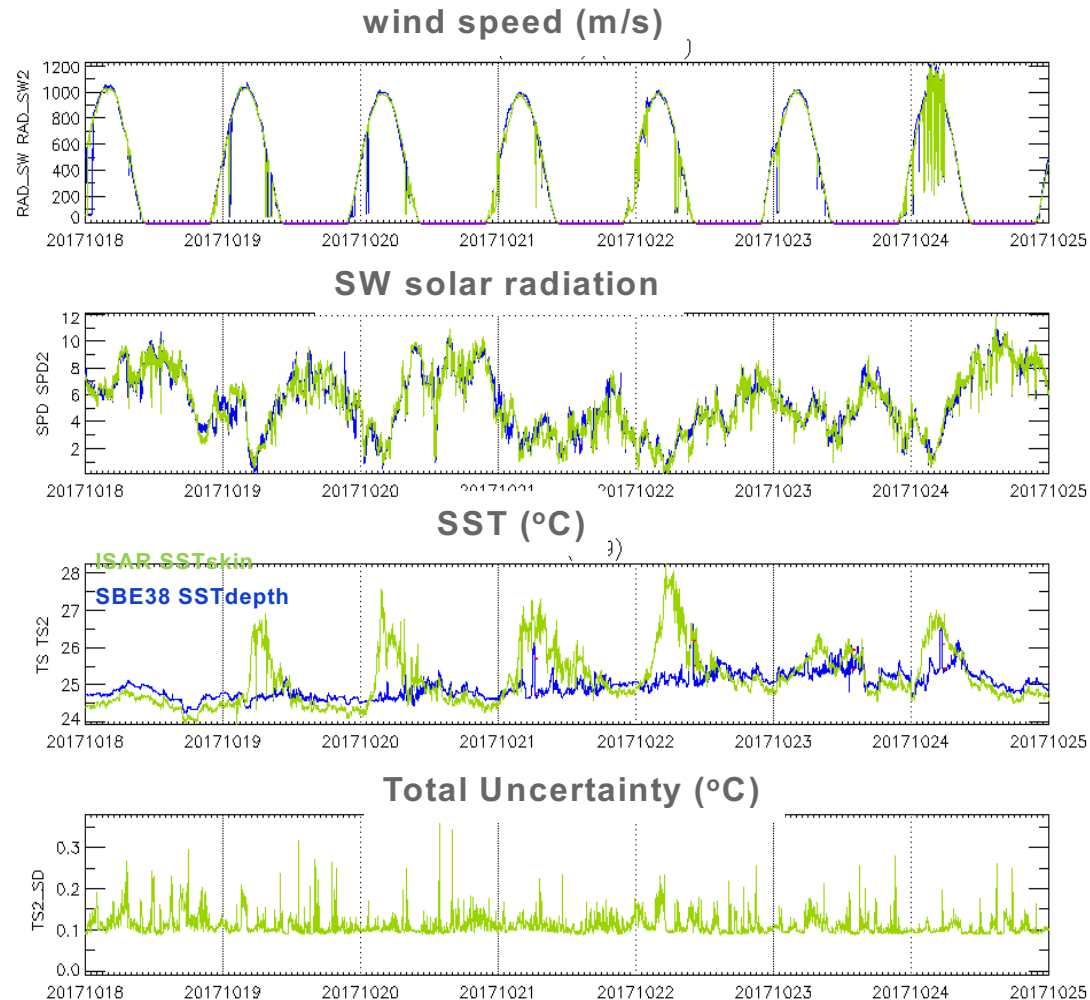 wind speed (m/s)
RAD_SW RAD_SW2
1200
1000
800
600
400
200
0
20171018 20171019 20171020 20171021 20171022 20171023 20171024 20171025
SW solar radiation
SPD SPD2
12
10
8
6
4
2
20171018 20171019 20171020 20171021 20171022 20171023 20171024 20171025
SST (°C)
9)
ISAR SSTskin
SBE38 SSTdepth
TS TS2
28
27
26
25
24
20171018 20171019 20171020 20171021 20171022 20171023 20171024 20171025
Total Uncertainty (°C)
TS2_SD
0.3
0.2
0.1
0.0
20171018 20171019 20171020 20171021 20171022 20171023 20171024 20171025